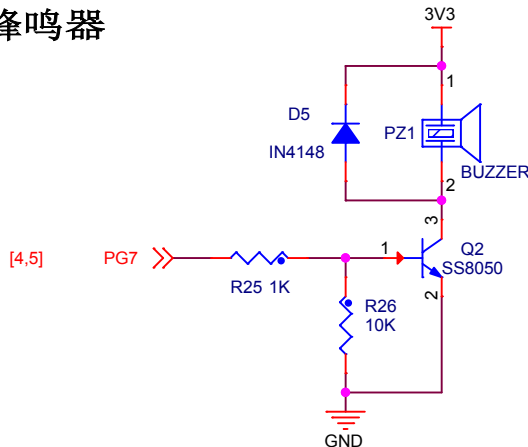 蜂鸣器
3V3
1
D5
PZ1
IN4148
BUZZER
2
3
[4,5]
PG7
1
Q2
SS8050
R25 1K
2
R26
10K
GND